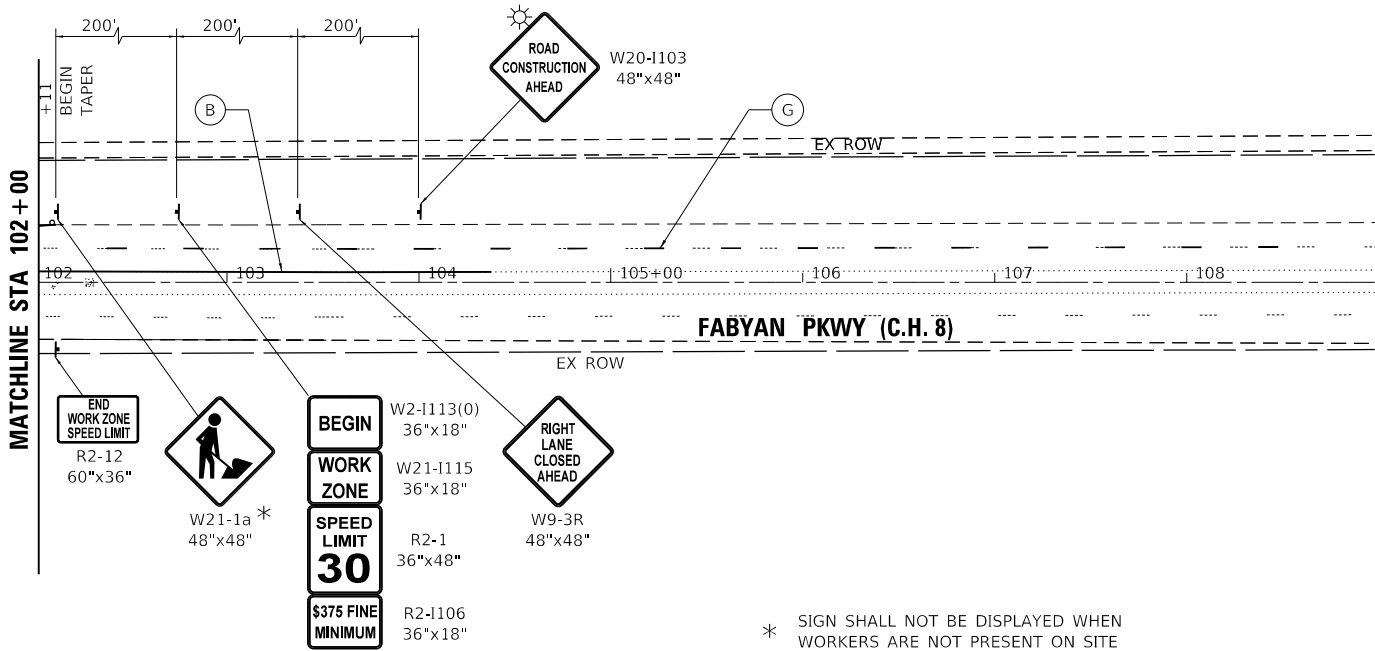 200'
200'
200'
+11
BEGIN
TAPER
ROAD
CONSTRUCTION
AHEAD
W20-I103
48"x48"
B
G
EX ROW
MATCHLINE STA 102+00
102
103
104
105+00
106
107
108
FABYAN PKWY (C.H. 8)
EX ROW
END
WORK ZONE
SPEED LIMIT
R2-12
60"x36"
W21-1a *
48"x48"
BEGIN
W2-I113(0)
36"x18"
WORK
ZONE
W21-I115
36"x18"
SPEED
LIMIT
30
R2-1
36"x48"
$375 FINE
MINIMUM
R2-I106
36"x18"
RIGHT
LANE
CLOSED
AHEAD
W9-3R
48"x48"
* SIGN SHALL NOT BE DISPLAYED WHEN
WORKERS ARE NOT PRESENT ON SITE